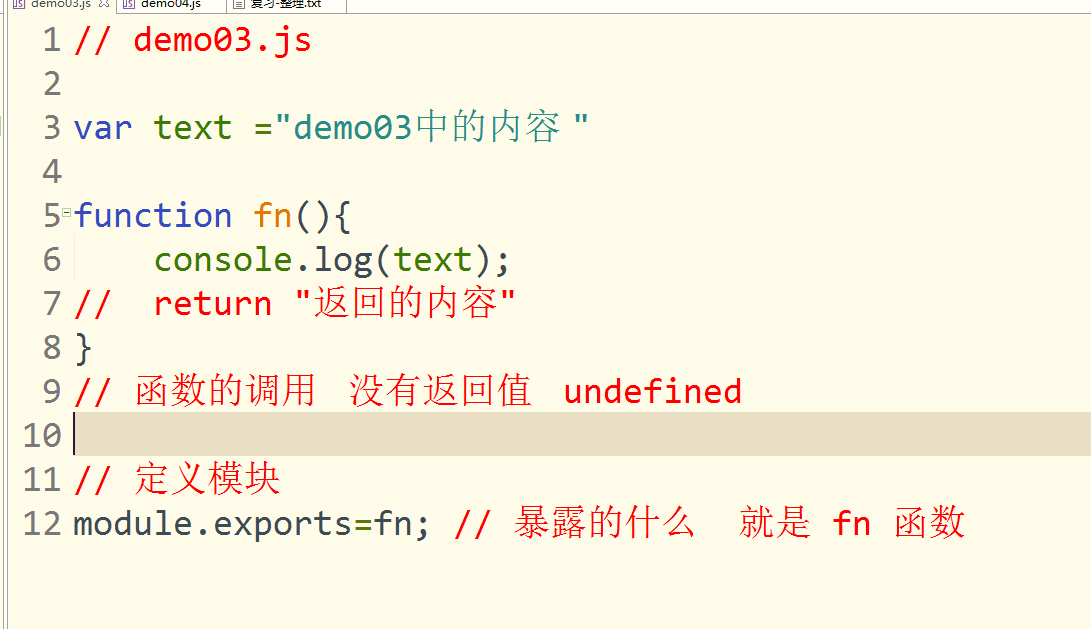 demo03.js demo04.js 复习-整理.txt
1 // demo03.js
2
3 var text ="demo03中的内容 "
4
5 function fn(){
6 console.log(text);
7 // return "返回的内容"
8 }
9 // 函数的调用 没有返回值 undefined
10
11 // 定义模块
12 module.exports=fn; // 暴露的什么 就是 fn 函数